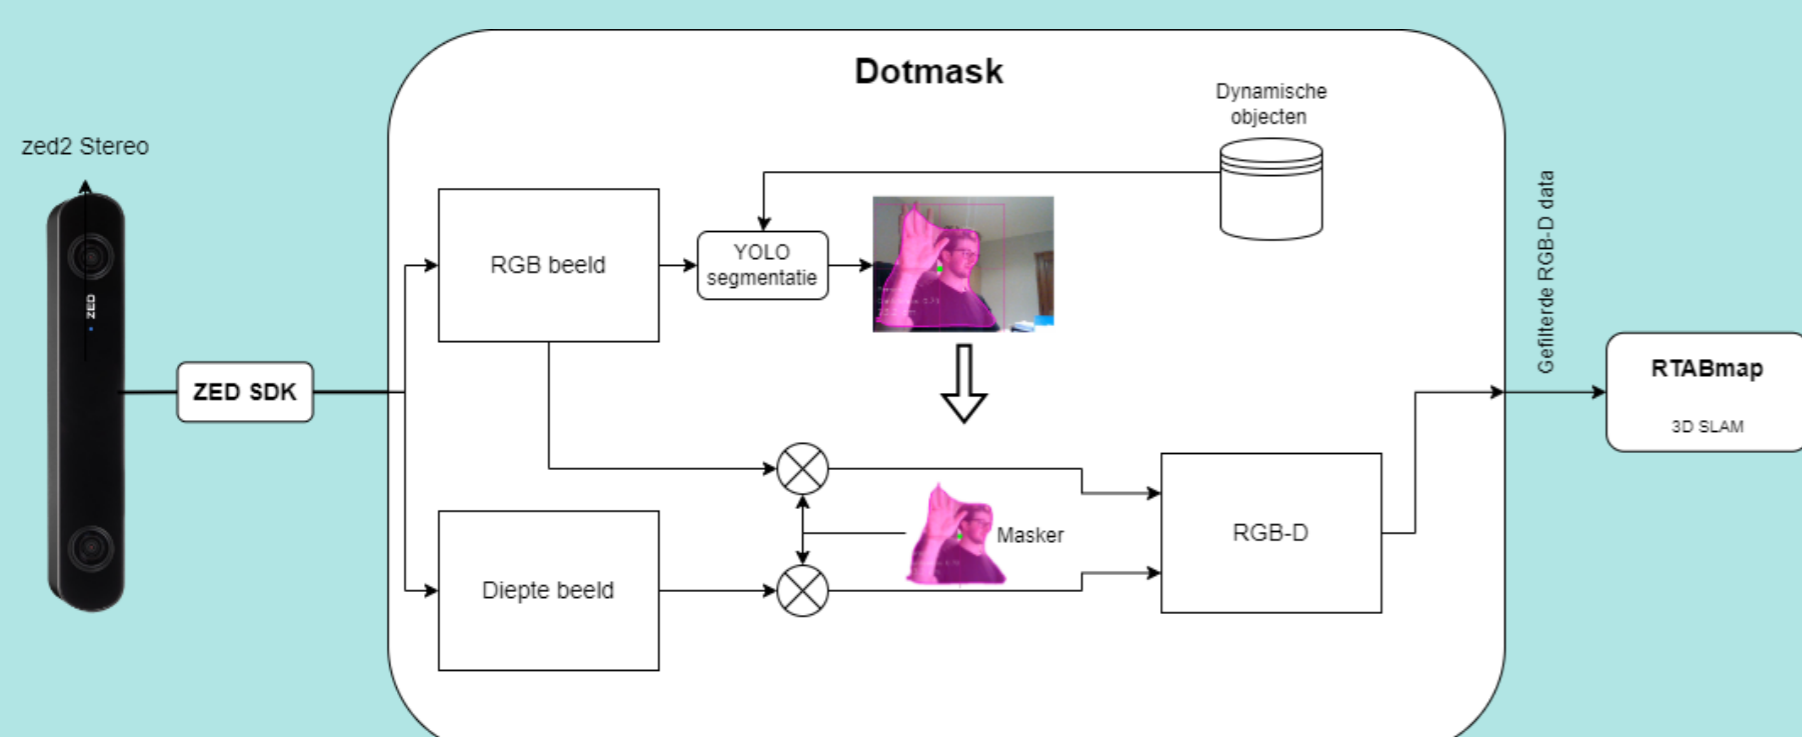 Dotmask
Dynamische
objecten
zed2 Stereo
ZED
ZED SDK
RGB beeld
YOLO
segmentatie
Gefilterde RGB-D data
RTABmap
3D SLAM
Masker
RGB-D
Diepte beeld